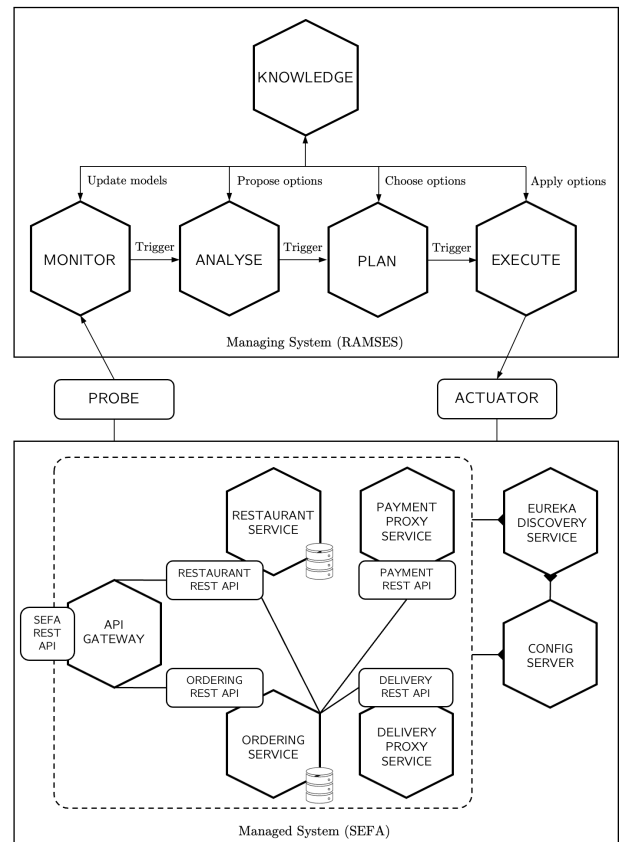 KNOWLEDGE
Update models
Propose options
Choose options
Apply options
MONITOR
Trigger
ANALYSE
Trigger
PLAN
Trigger
EXECUTE
Managing System (RAMSES)
PROBE
ACTUATOR
RESTAURANT
SERVICE
PAYMENT
PROXY
SERVICE
EUREKA
DISCOVERY
SERVICE
RESTAURANT
REST API
PAYMENT
REST API
SEFA
REST
API
API
GATEWAY
CONFIG
SERVER
ORDERING
REST API
DELIVERY
REST API
ORDERING
SERVICE
DELIVERY
PROXY
SERVICE
Managed System (SEFA)